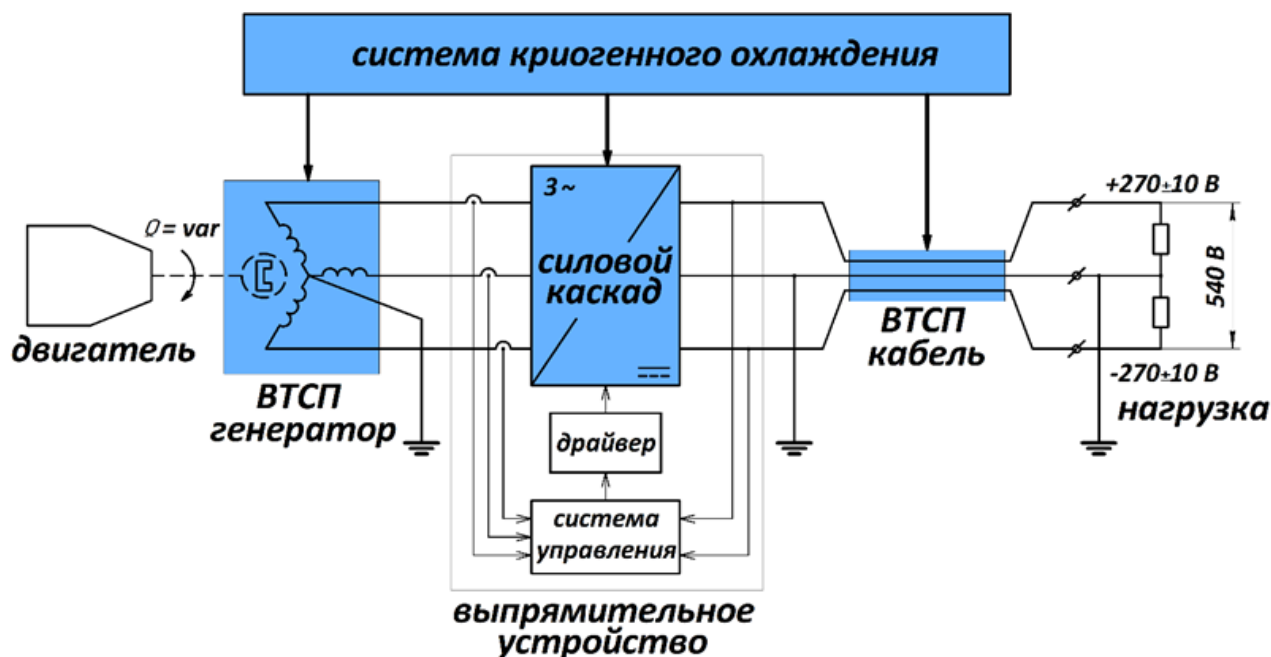 система криогенного охлаждения
Ω = var
двигатель
ВТСП
генератор
3 ~
силовой
каскад
драйвер
система
управления
выпрямительное
устройство
ВТСП
кабель
+270±10 В
540 В
-270±10 В
нагрузка